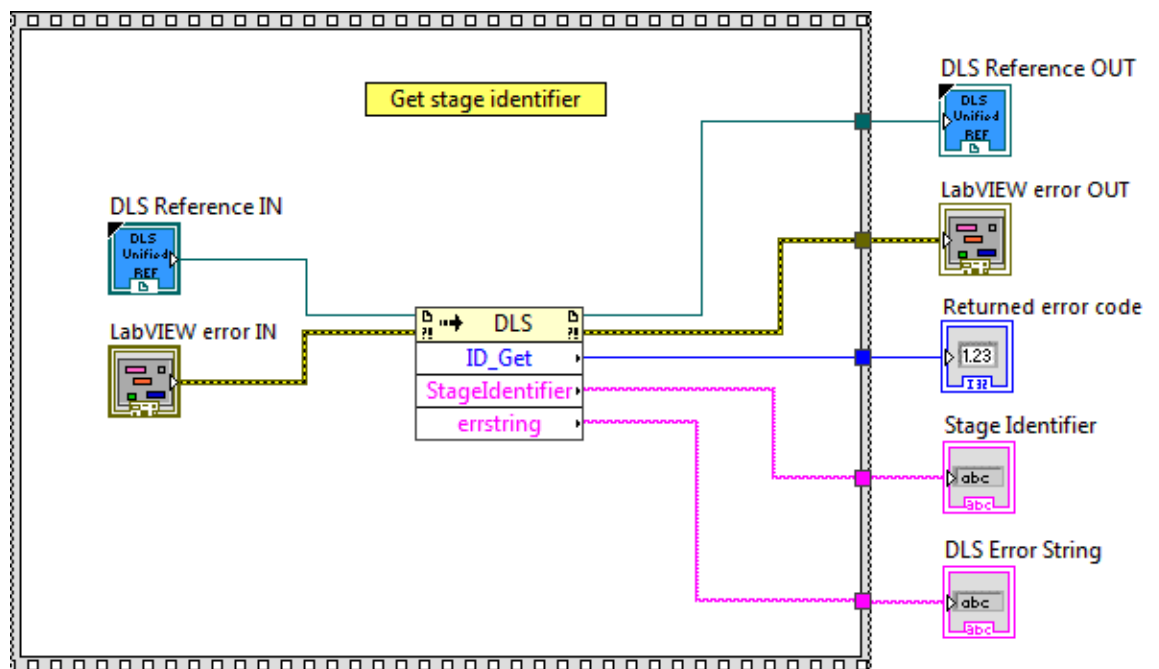 DLS Reference OUT
DLS
Unified
REF
Get stage identifier
LabVIEW error OUT
DLS Reference IN
DLS
Unified
REF
Returned error code
1.23
I32
LabVIEW error IN
?! DLS ?!
ID_Get
StageIdentifier
errstring
Stage Identifier
abc
abc
DLS Error String
abc
abc